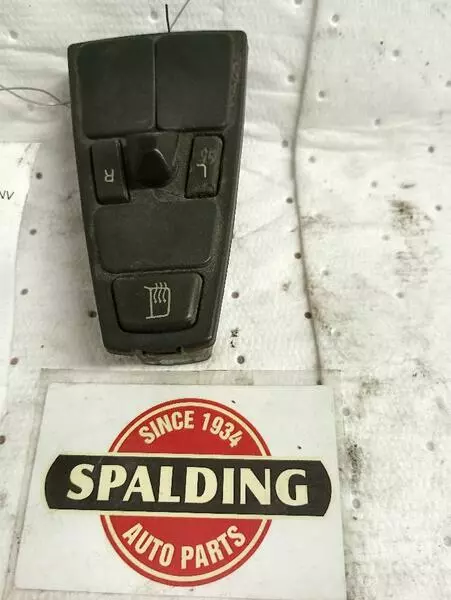 R
L
SINCE 1934
SPALDING
AUTO PARTS